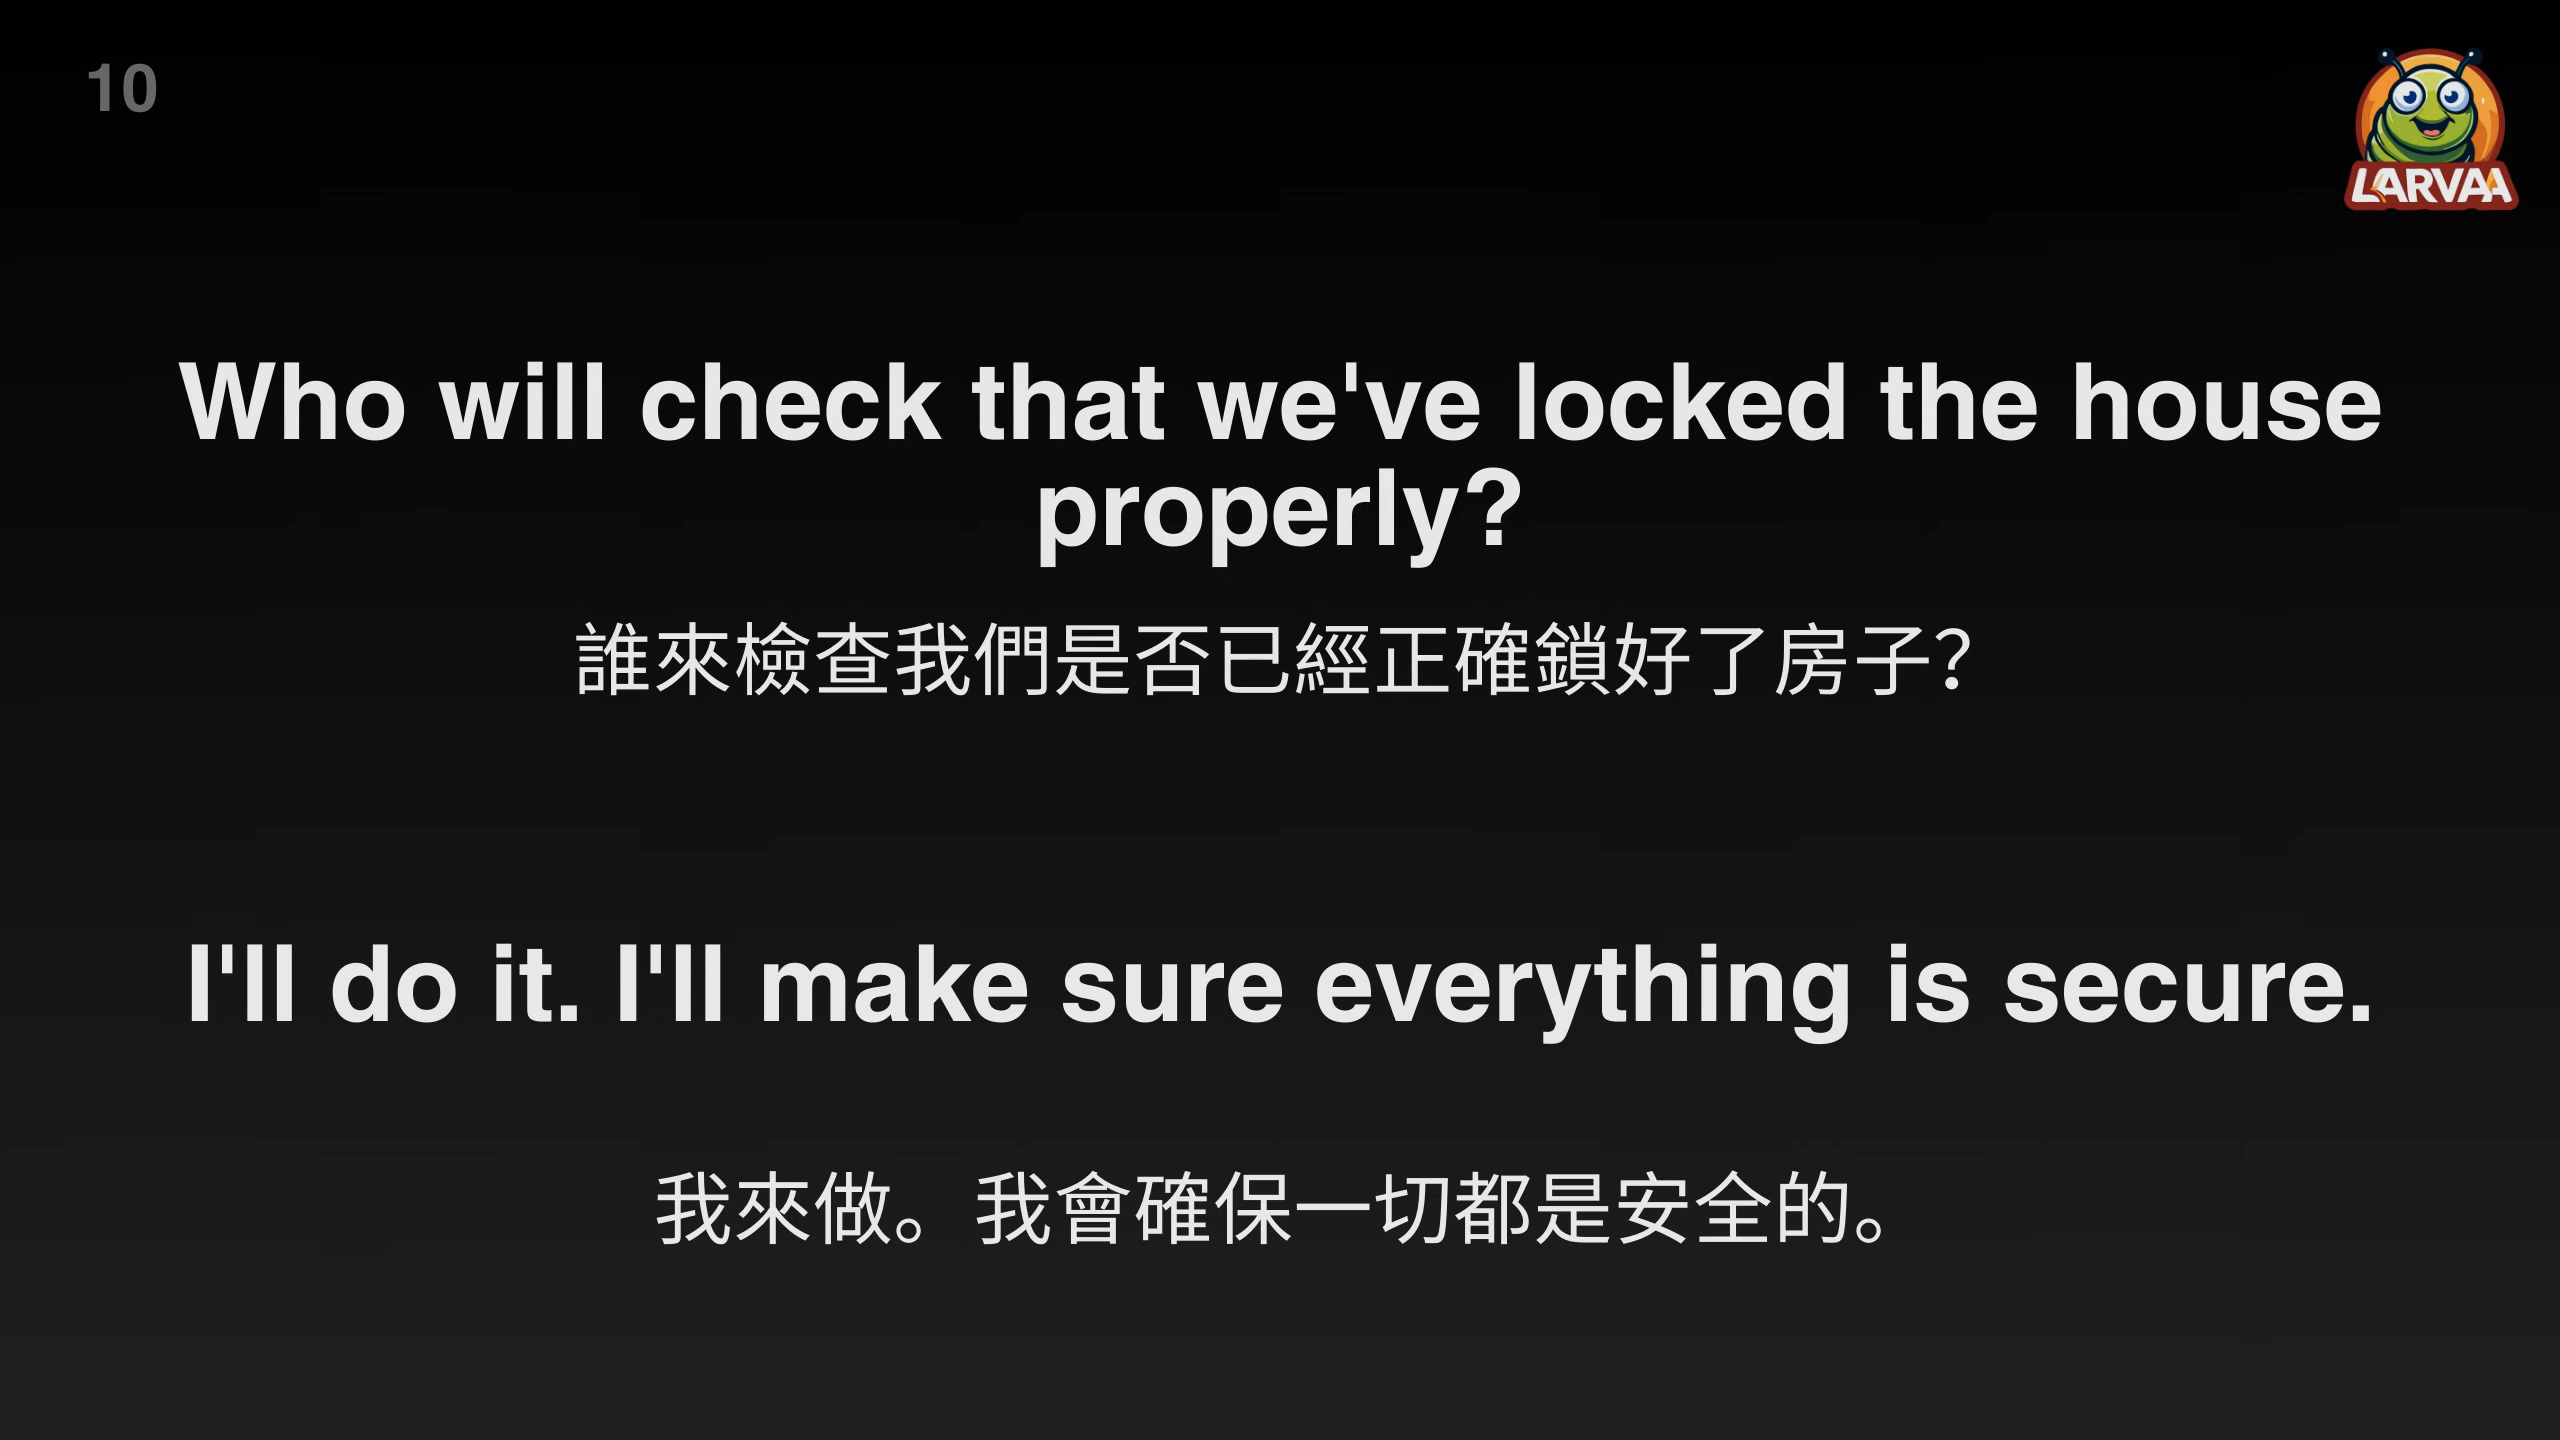 10
LARVAA
Who will check that we've locked the house
properly?
誰來檢查我們是否已經正確鎖好了房子？
I'll do it. I'll make sure everything is secure.
我來做。我會確保一切都是安全的。